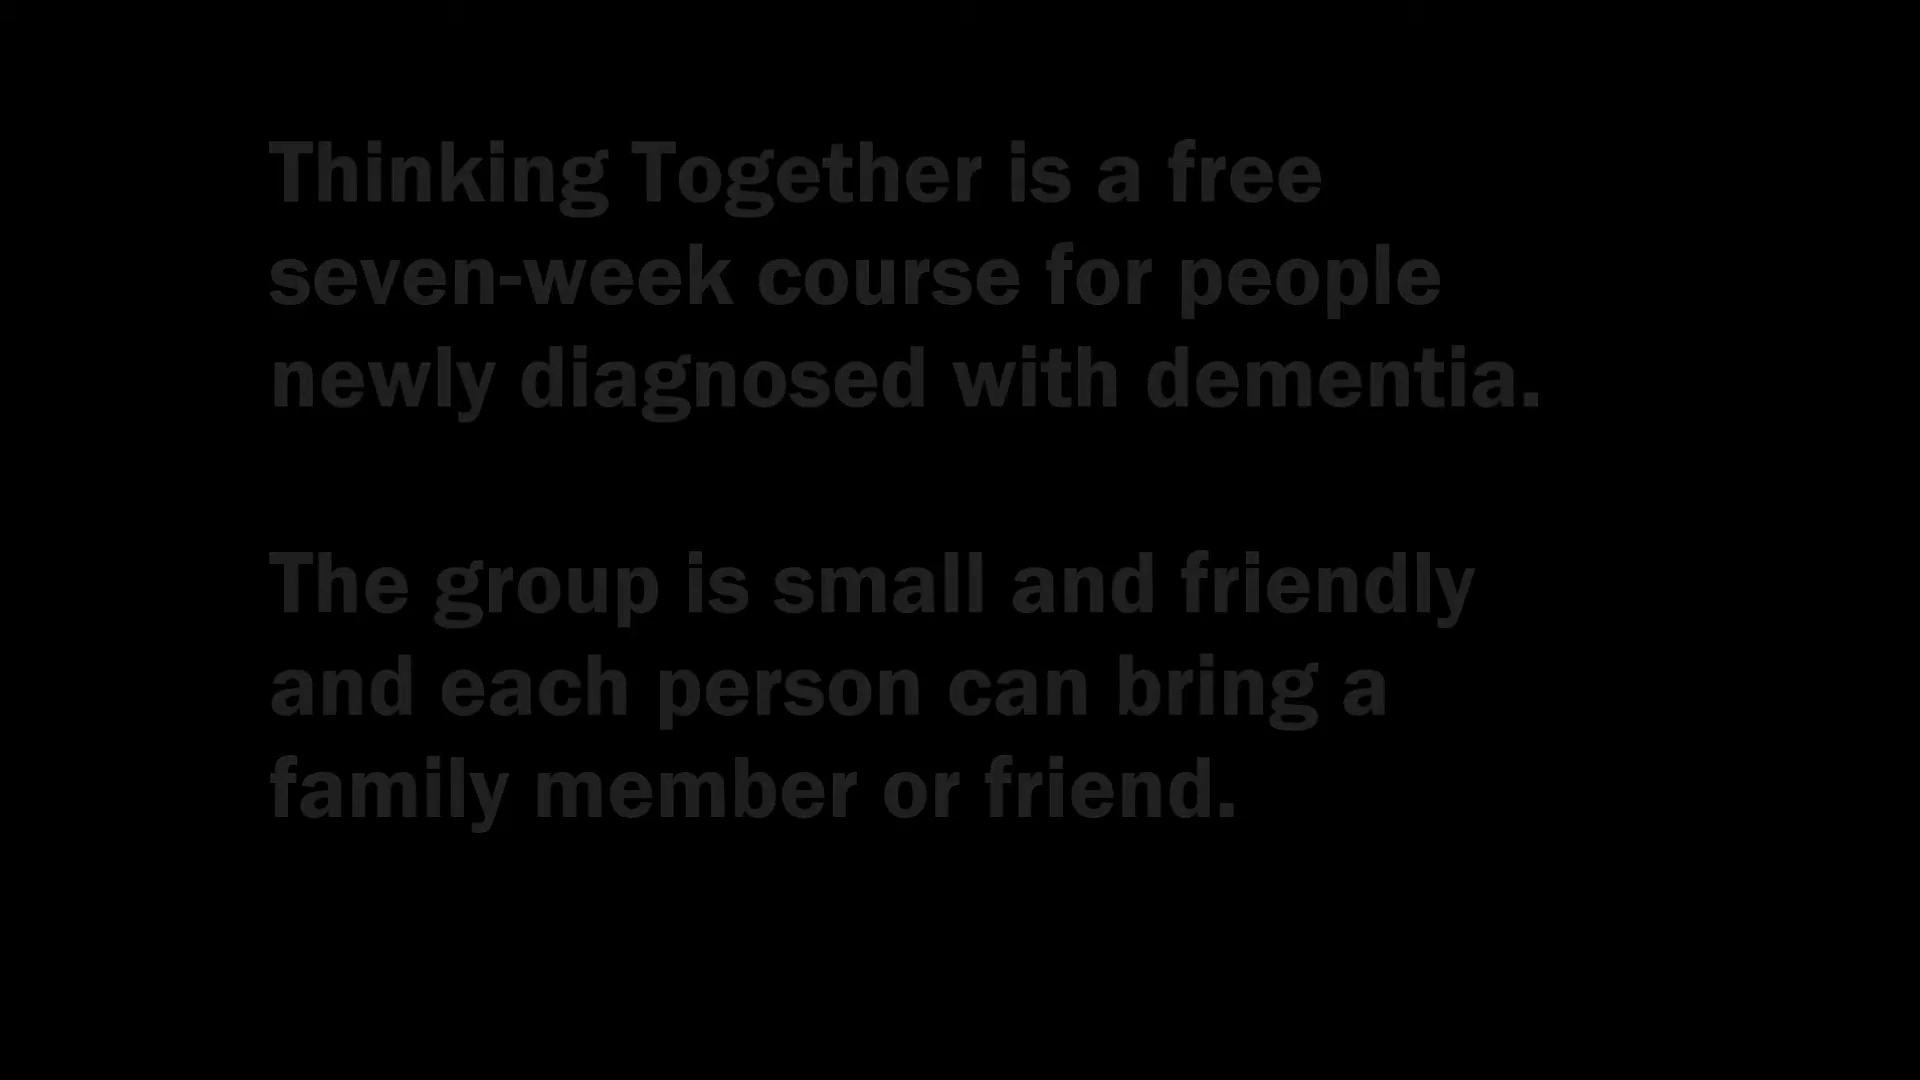 Thinking Together is a free
seven-week course for people
newly diagnosed with dementia.
The group is small and friendly
and each person can bring a
family member or friend.